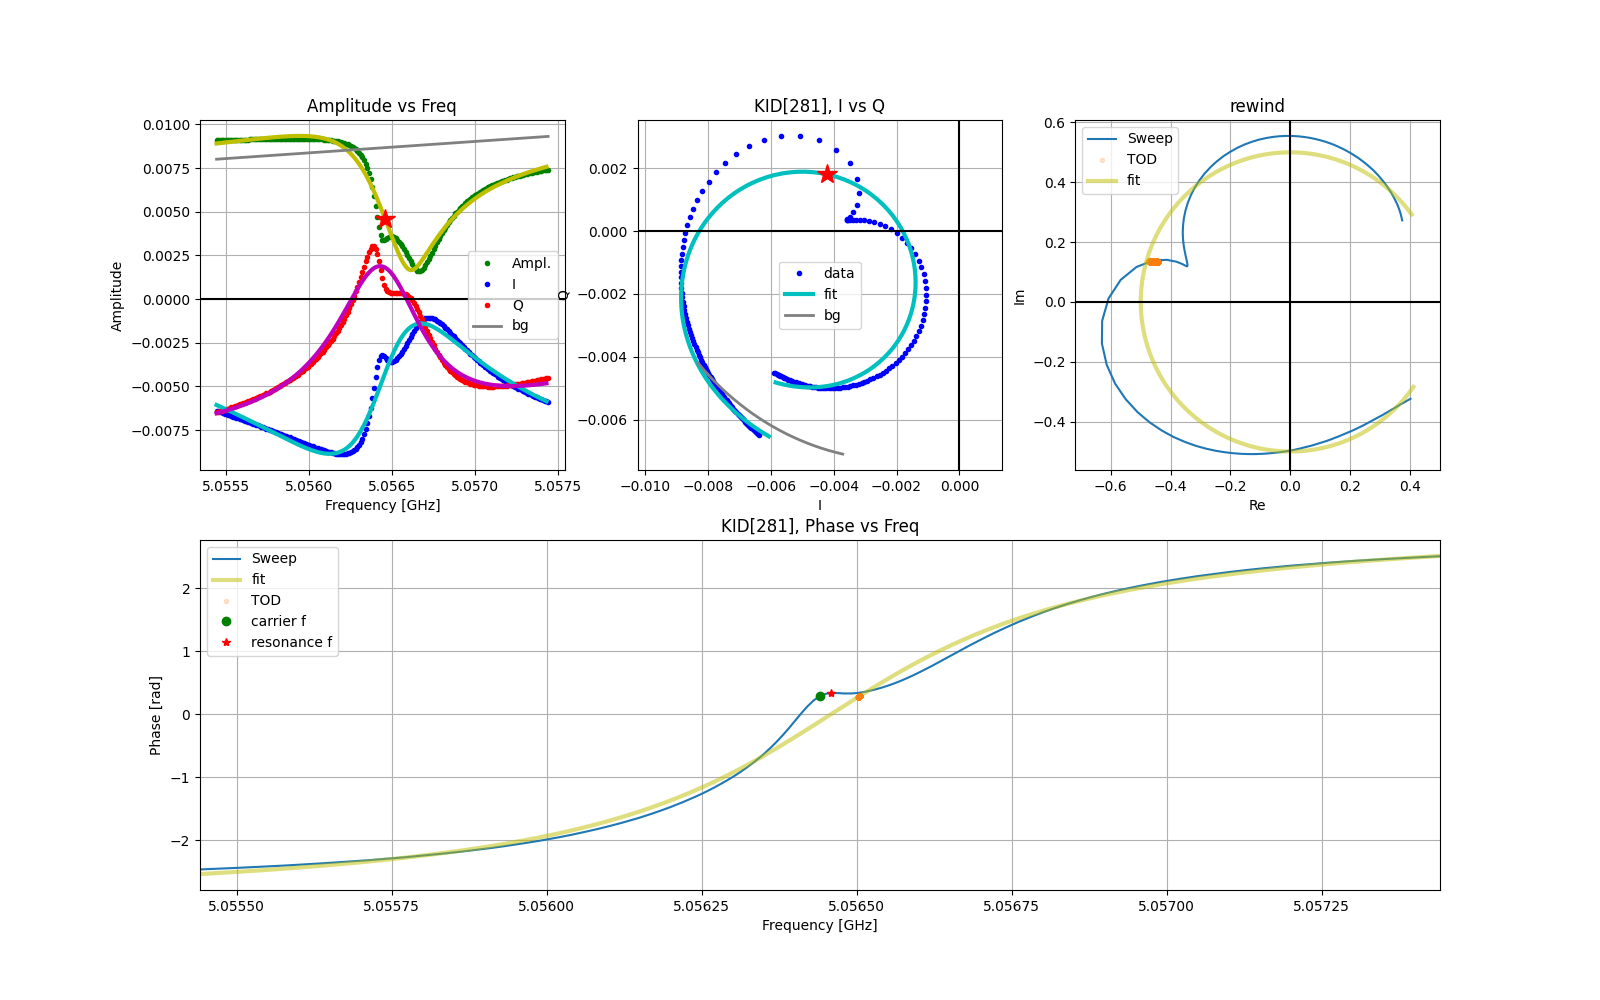 Amplitude vs Freq
0.0100
0.0075
0.0050
0.0025
0.0000
−0.0025
−0.0050
−0.0075
Amplitude
Ampl.
I
Q
bg
5.0555
5.0560
5.0565
5.0570
5.0575
Frequency [GHz]
KID[281], I vs Q
0.002
0.000
−0.002
−0.004
−0.006
Q
data
fit
bg
−0.010
−0.008
−0.006
−0.004
−0.002
0.000
I
rewind
0.6
0.4
0.2
0.0
−0.2
−0.4
Im
Sweep
TOD
fit
−0.6
−0.4
−0.2
0.0
0.2
0.4
Re
KID[281], Phase vs Freq
2
1
0
−1
−2
Phase [rad]
Sweep
fit
TOD
carrier f
resonance f
5.05550
5.05575
5.05600
5.05625
5.05650
5.05675
5.05700
5.05725
Frequency [GHz]